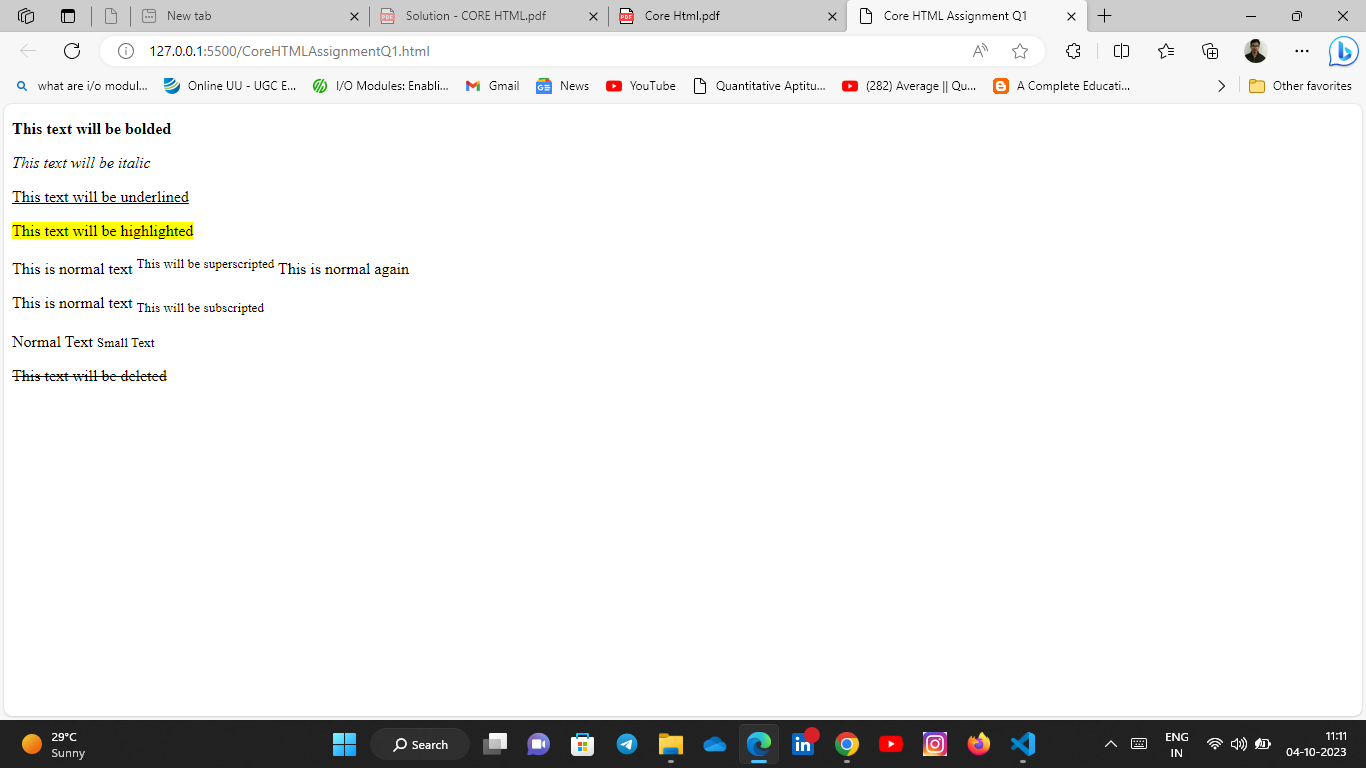 New tab
Solution - CORE HTML.pdf
Core Html.pdf
Core HTML Assignment Q1
127.0.0.1:5500/CoreHTMLAssignmentQ1.html
what are i/o modul...
Online UU - UGC E...
I/O Modules: Enabli...
Gmail
News
YouTube
Quantitative Aptitu...
(282) Average || Qu...
A Complete Educati...
Other favorites
This text will be bolded
This text will be italic
This text will be underlined
This text will be highlighted
This is normal text This will be superscripted This is normal again
This is normal text This will be subscripted
Normal Text Small Text
This text will be deleted
29°C
Sunny
Search
ENG
IN
11:11
04-10-2023